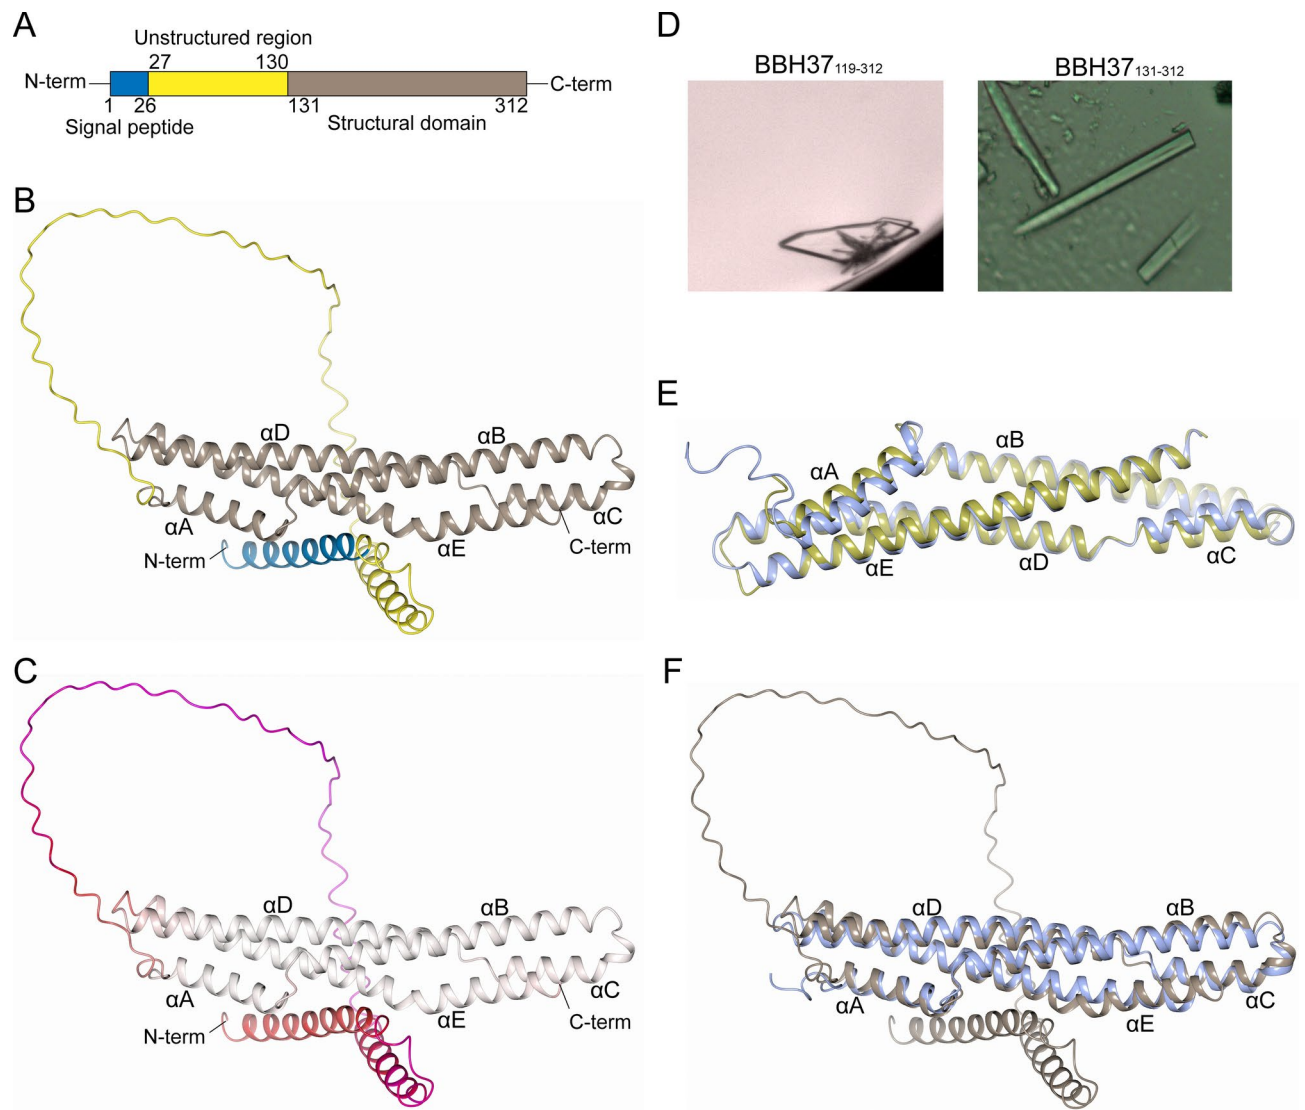 A
Unstructured region
27 130
N-term C-term
1 26 131 312
Signal peptide Structural domain
B
αD αB
αA αE αC
N-term C-term
C
αD αB
αA αE αC
N-term C-term
D
BBH37119-312 BBH37131-312
E
αB
αA
αE αD αC
F
αD αB
αA αE αC